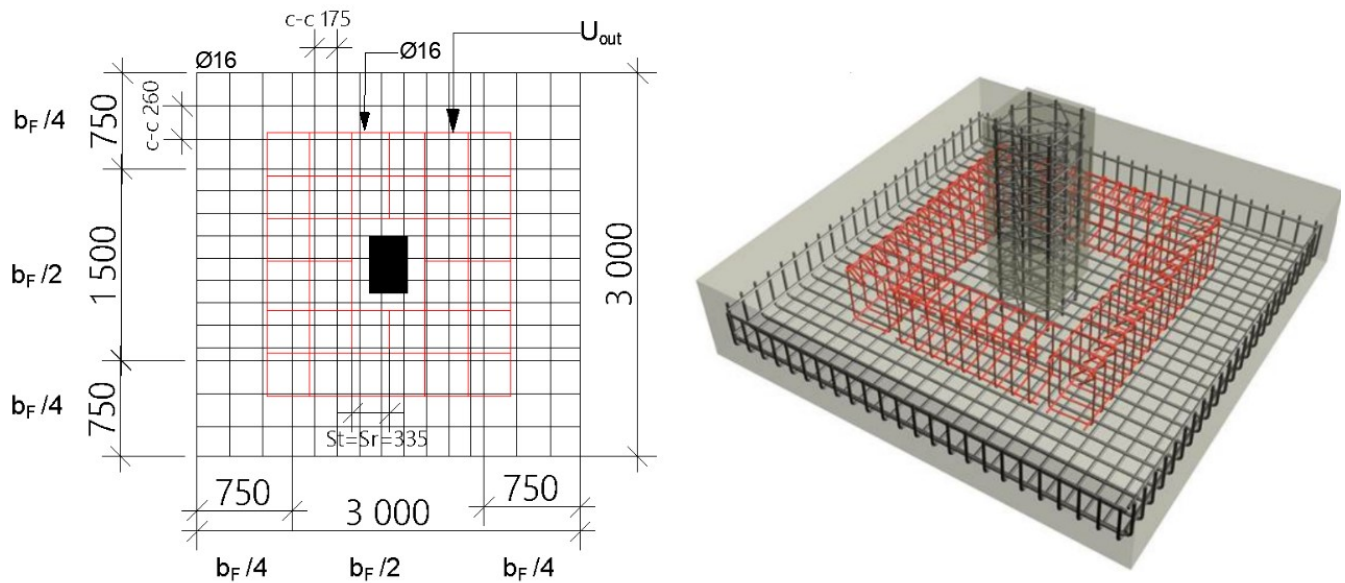 c-c 175
U_out
Ø16
Ø16
c-c 260
b_F /4
750
b_F /2
1 500
b_F /4
750
3 000
St=Sr=335
750
3 000
750
b_F /4
b_F /2
b_F /4